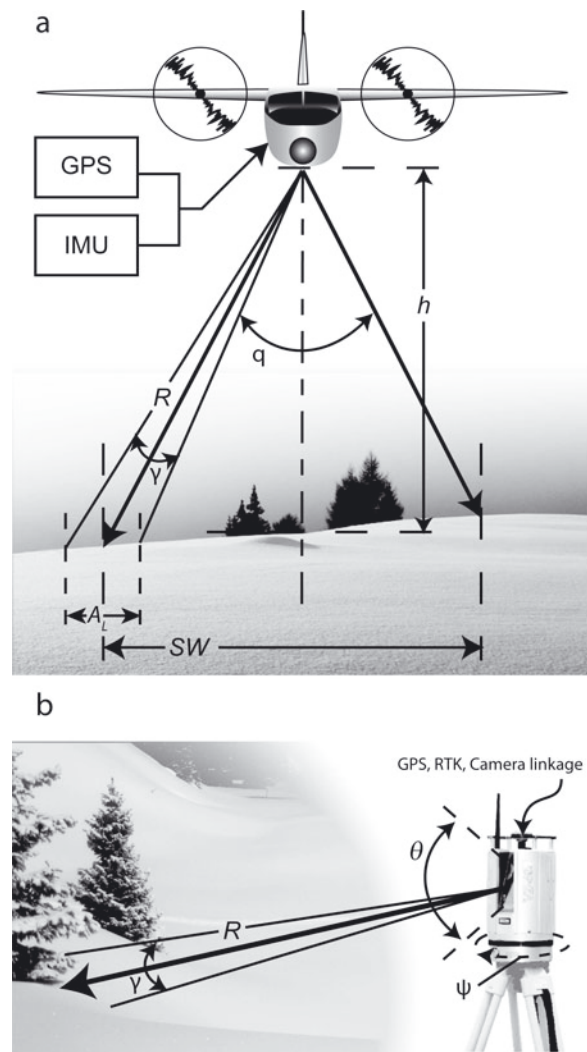 a
GPS
IMU
h
q
R
γ
A_L
SW
b
GPS, RTK, Camera linkage
θ
R
γ
ψ